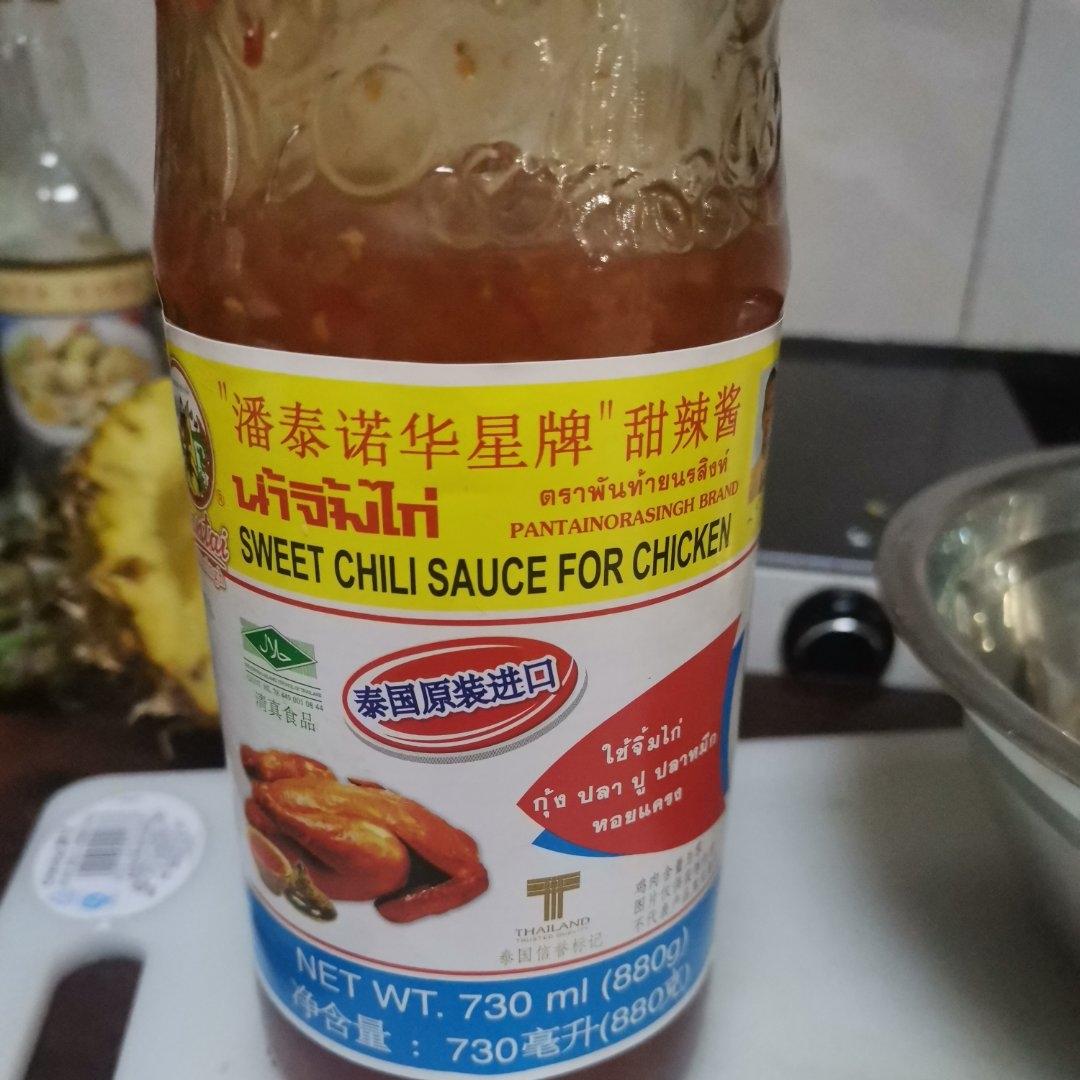 "潘泰诺华星牌"甜辣酱
น้ำจิ้มไก่
ตราพันท้ายนรสิงห์
PANTAINORASINGH BRAND
SWEET CHILI SAUCE FOR CHICKEN
清真食品
泰国原装进口
ใช้จิ้มไก่
กุ้ง ปลา ปู ปลาหมึก
หอยแครง
THAILAND
TRUSTED QUALITY
泰国信誉标记
NET WT. 730 ml (880g)
净含量 : 730毫升(880克)